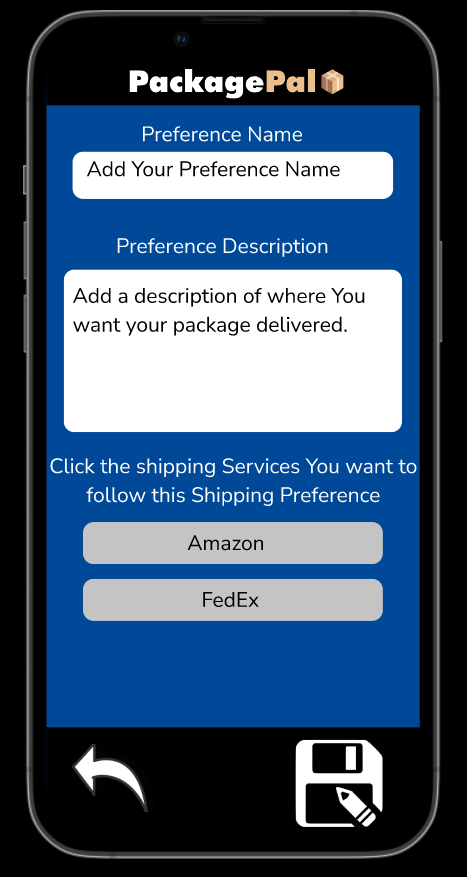 PackagePal
Preference Name
Add Your Preference Name
Preference Description
Add a description of where You
want your package delivered.
Click the shipping Services You want to
follow this Shipping Preference
Amazon
FedEx